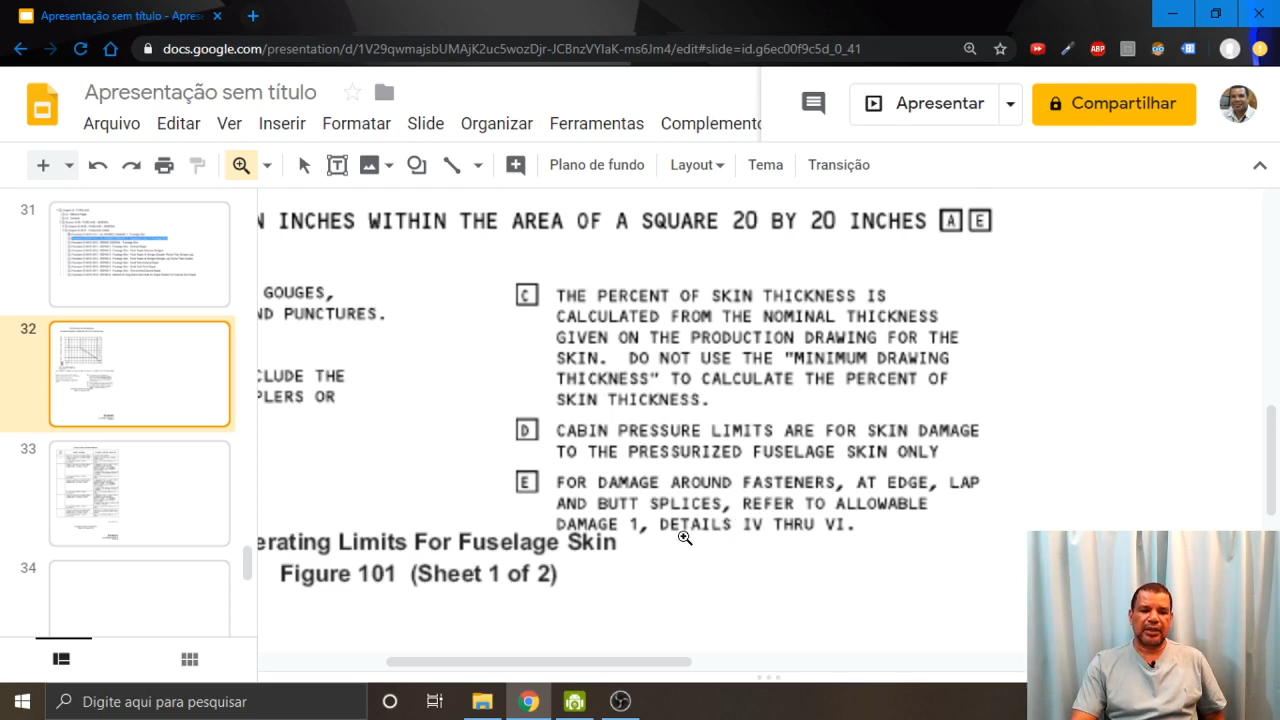 Apresentação sem título - Apres
docs.google.com/presentation/d/1V29qwmajsbUMAjK2uc5wozDjr-JCBnzVYlaK-ms6Jm4/edit#slide=id.g6ec00f9c5d_0_41
ABP
Apresentação sem título
Apresentar
Compartilhar
Arquivo Editar Ver Inserir Formatar Slide Organizar Ferramentas Complemento
Plano de fundo Layout Tema Transição
31
32
33
34
N INCHES WITHIN THE AREA OF A SQUARE 20 BY 20 INCHES A E
GOUGES,
ND PUNCTURES.
CLUDE THE
PLERS OR
C THE PERCENT OF SKIN THICKNESS IS
CALCULATED FROM THE NOMINAL THICKNESS
GIVEN ON THE PRODUCTION DRAWING FOR THE
SKIN. DO NOT USE THE "MINIMUM DRAWING
THICKNESS" TO CALCULATE THE PERCENT OF
SKIN THICKNESS.
D CABIN PRESSURE LIMITS ARE FOR SKIN DAMAGE
TO THE PRESSURIZED FUSELAGE SKIN ONLY
E FOR DAMAGE AROUND FASTENERS, AT EDGE, LAP
AND BUTT SPLICES, REFER TO ALLOWABLE
DAMAGE 1, DETAILS IV THRU VI.
erating Limits For Fuselage Skin
Figure 101 (Sheet 1 of 2)
Digite aqui para pesquisar